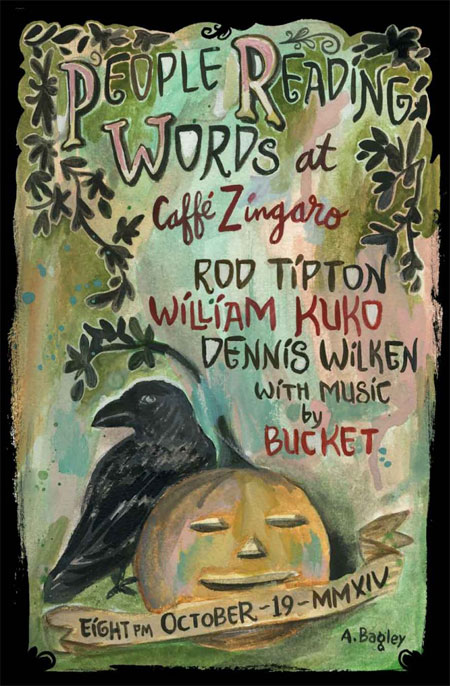 PEOPLE READING
WORDS at
Caffé Zingaro
ROD TIPTON
WILLIAM KUKO
DENNIS WILKEN
WITH MUSIC
by
BUCKET
EIGHT PM OCTOBER-19-MMXIV
A. Bagley